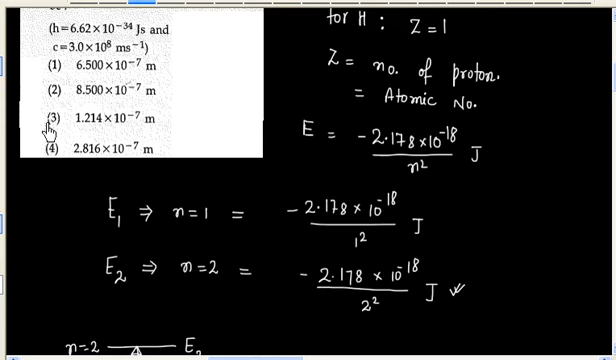 (h=6.62×10⁻³⁴ Js and
c=3.0×10⁸ ms⁻¹)
(1) 6.500×10⁻⁷ m
(2) 8.500×10⁻⁷ m
(3) 1.214×10⁻⁷ m
(4) 2.816×10⁻⁷ m
for H : Z=1
Z = no. of proton.
= Atomic No.
E = -2.178×10⁻¹⁸/n² J
E₁ ⇒ n=1 = -2.178×10⁻¹⁸/1² J
E₂ ⇒ n=2 = -2.178×10⁻¹⁸/2² J
n=2 E₂